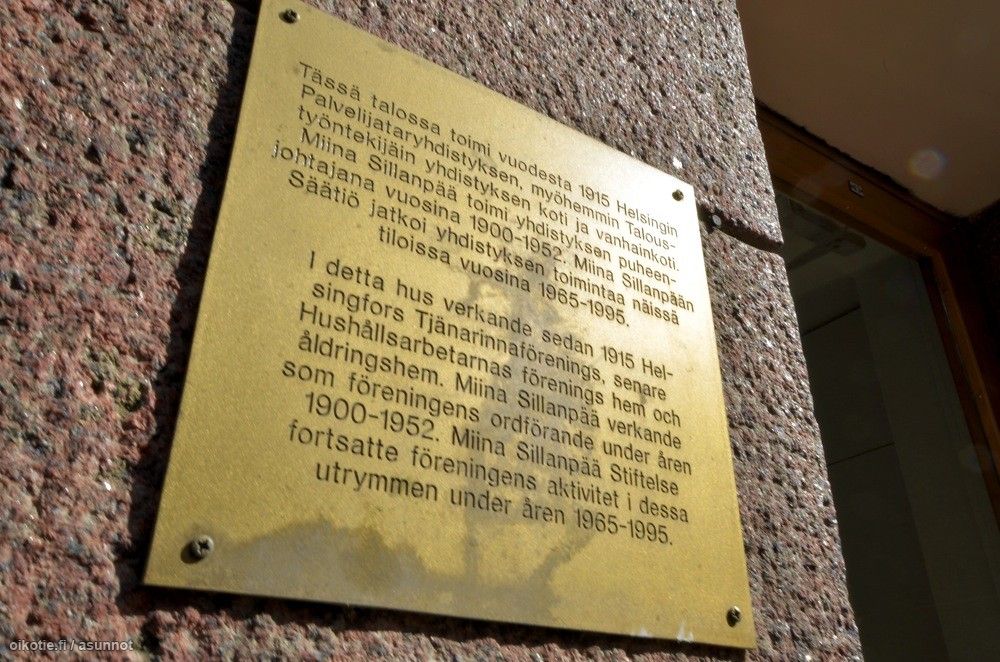 Tässä talossa toimi vuodesta 1915 Helsingin
Palvelijataryhdistyksen, myöhemmin Talous-
työntekijäin yhdistyksen koti ja vanhainkoti.
Miina Sillanpää toimi yhdistyksen puheen-
johtajana vuosina 1900-1952. Miina Sillanpään
Säätiö jatkoi yhdistyksen toimintaa näissä
tiloissa vuosina 1965-1995.
I detta hus verkande sedan 1915 Hel-
singfors Tjänarinnaförenings, senare
Hushållsarbetarnas förenings hem och
åldringshem. Miina Sillanpää verkande
som föreningens ordförande under åren
1900-1952. Miina Sillanpää Stiftelse
fortsatte föreningens aktivitet i dessa
utrymmen under åren 1965-1995.
oikotie.fi / asunnot